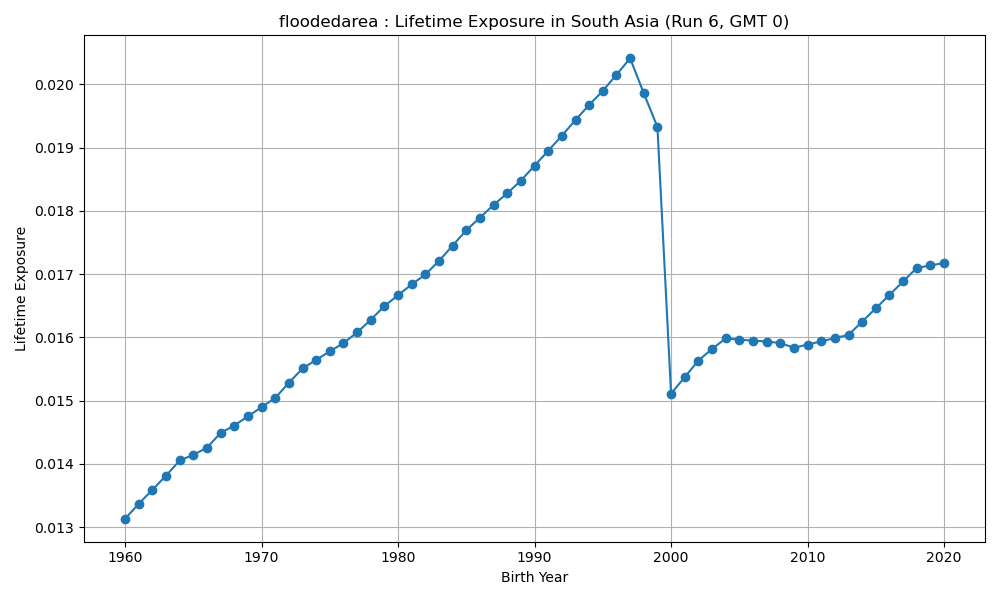 floodedarea : Lifetime Exposure in South Asia (Run 6, GMT 0)
0.020
0.019
0.018
0.017
0.016
0.015
0.014
0.013
Lifetime Exposure
1960 1970 1980 1990 2000 2010 2020
Birth Year